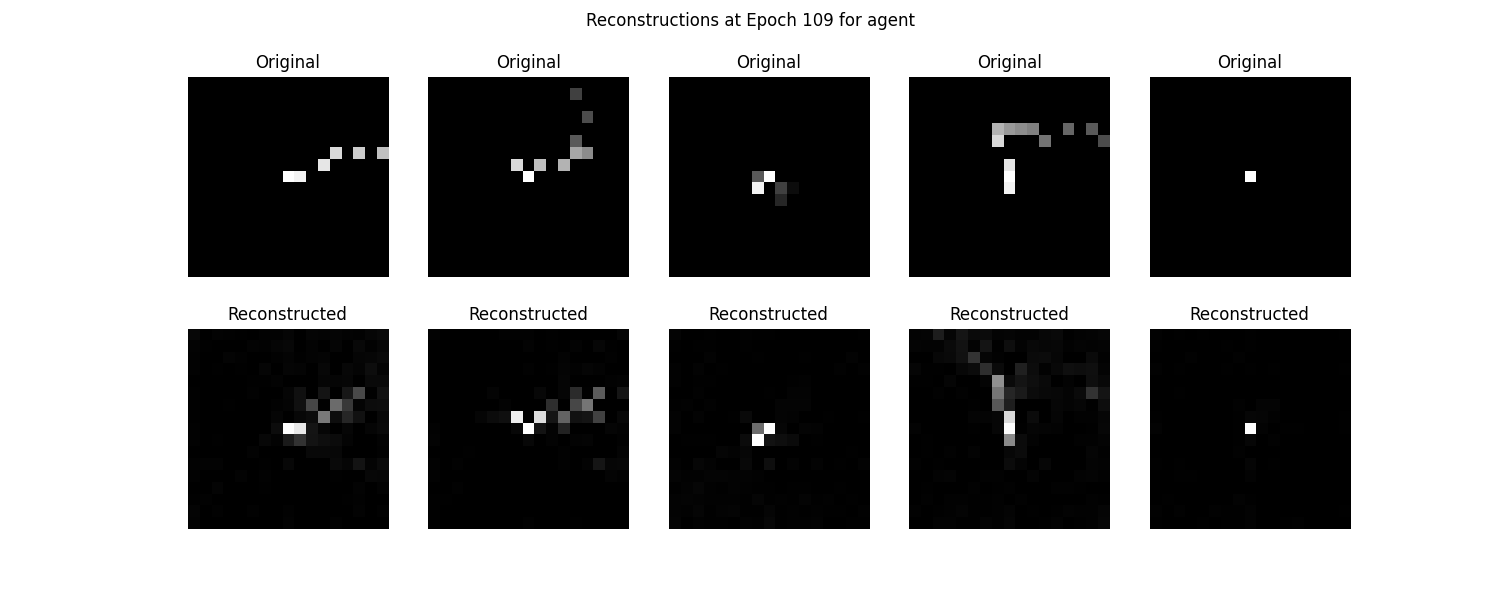 Reconstructions at Epoch 109 for agent
Original
Original
Original
Original
Original
Reconstructed
Reconstructed
Reconstructed
Reconstructed
Reconstructed